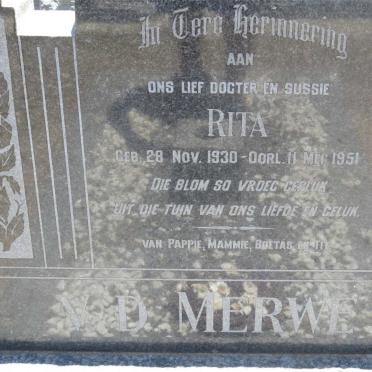 In Tere Herinnering
AAN
ONS LIEF DOGTER EN SUSSIE
RITA
GEB. 28 NOV. 1930 - OORL. 11 MEI 1951
DIE BLOM SO VROEG GEPLUK
UIT DIE TUIN VAN ONS LIEFDE EN GELUK.
VAN PAPPIE, MAMMIE, BOETAS, EN
V. D. MERWE